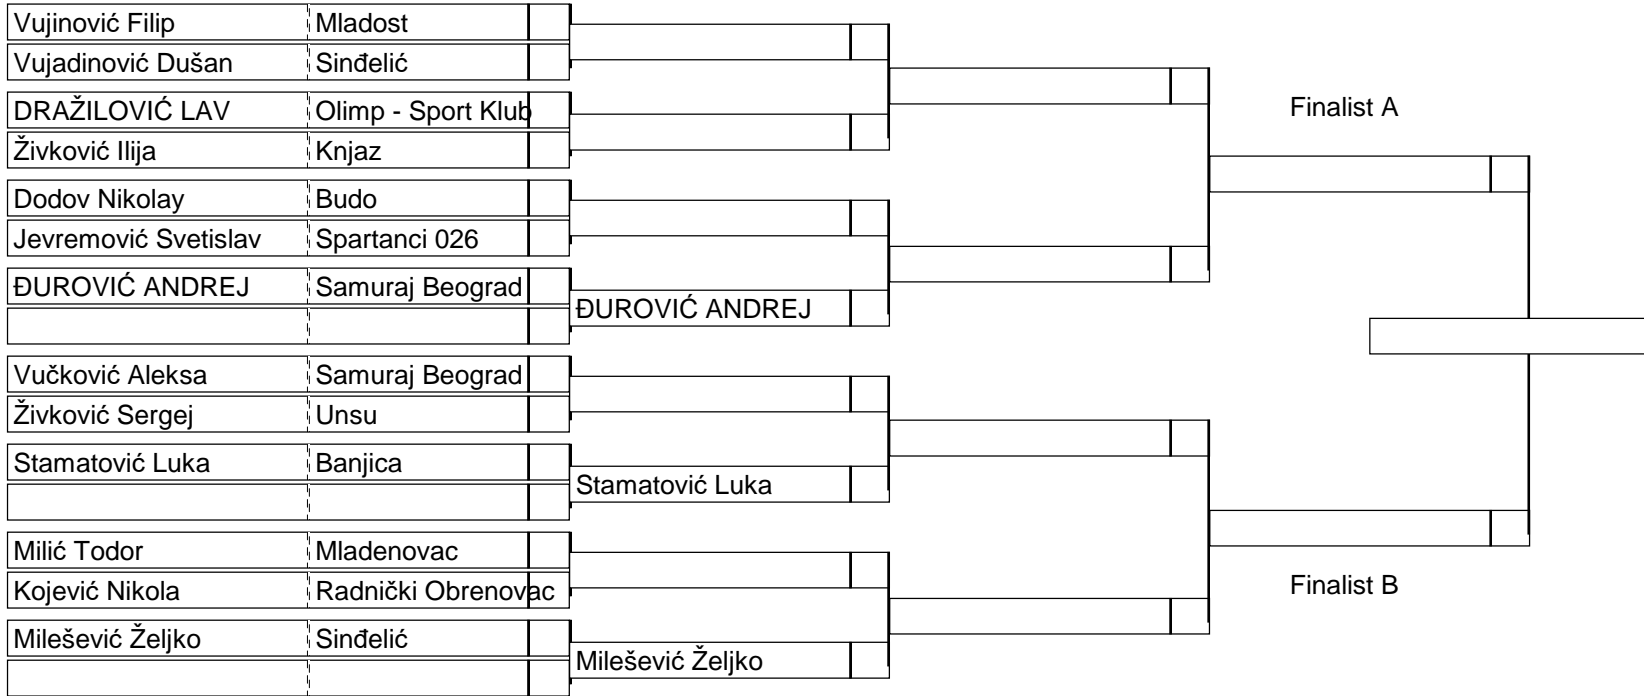 Vujinović Filip Mladost
Vujadinović Dušan Sinđelić
DRAŽILOVIĆ LAV Olimp - Sport Klub
Finalist A
Živković Ilija Knjaz
Dodov Nikolay Budo
Jevremović Svetislav Spartanci 026
ĐUROVIĆ ANDREJ Samuraj Beograd
ĐUROVIĆ ANDREJ
Vučković Aleksa Samuraj Beograd
Živković Sergej Unsu
Stamatović Luka Banjica
Stamatović Luka
Milić Todor Mladenovac
Kojević Nikola Radnički Obrenovac
Finalist B
Milešević Željko Sinđelić
Milešević Željko